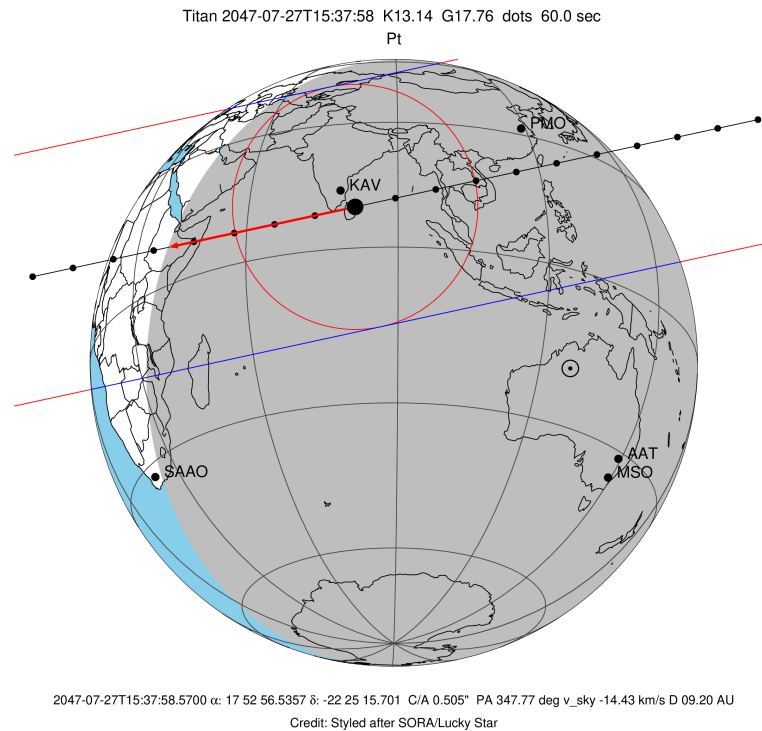 Titan 2047-07-27T15:37:58 K13.14 G17.76 dots 60.0 sec
Pt
PMO
KAV
AAT
SAAO
MSO
2047-07-27T15:37:58.5700 α: 17 52 56.5357 δ: -22 25 15.701 C/A 0.505" PA 347.77 deg v_sky -14.43 km/s D 09.20 AU
Credit: Styled after SORA/Lucky Star